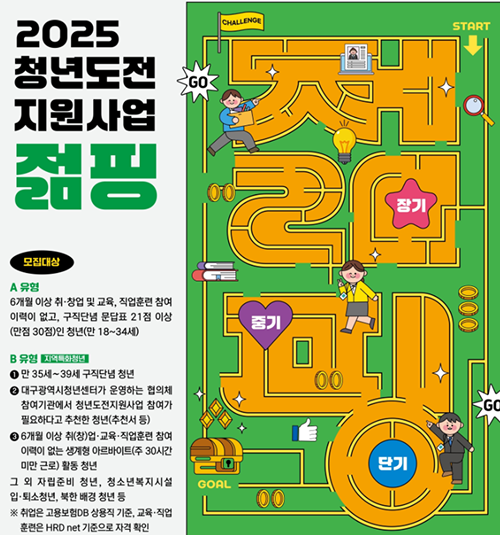 2025
청년도전
지원사업
젊핑
모집대상
A 유형
6개월 이상 취·창업 및 교육, 직업훈련 참여
이력이 없고, 구직단념 문답표 21점 이상
(만점 30점)인 청년(만 18~34세)
B 유형 지역특화청년
❶ 만 35세~39세 구직단념 청년
❷ 대구광역시청년센터가 운영하는 협의체
참여기관에서 청년도전지원사업 참여가
필요하다고 추천한 청년(추천서 등)
❸ 6개월 이상 취(창)업·교육·직업훈련 참여
이력이 없는 생계형 아르바이트(주 30시간
미만 근로) 활동 청년
그 외 자립준비 청년, 청소년복지시설
입·퇴소청년, 북한 배경 청년 등
※ 취업은 고용보험DB 상용직 기준, 교육·직업
훈련은 HRD net 기준으로 자격 확인
CHALLENGE
START
GO
장기
중기
GO
단기
GOAL